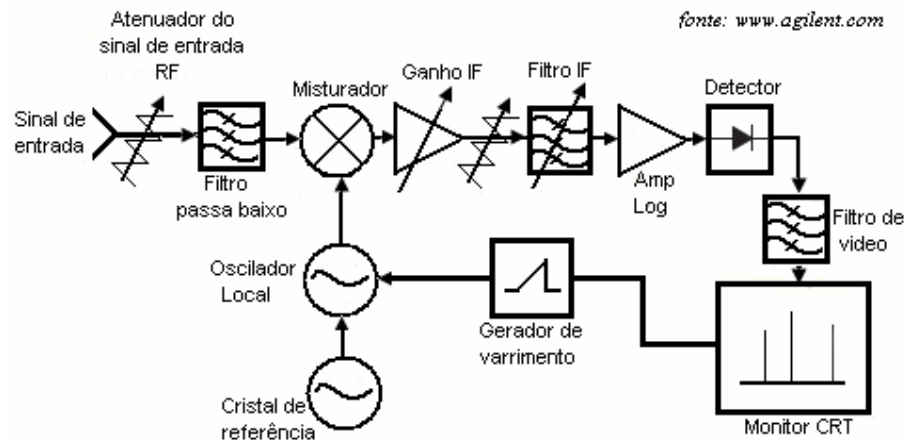 fonte: www.agilent.com
Atenuador do
sinal de entrada
RF
Sinal de
entrada
Filtro
passa baixo
Misturador
Ganho IF
Filtro IF
Amp
Log
Detector
Filtro de
video
Oscilador
Local
Gerador de
varrimento
Cristal de
referência
Monitor CRT